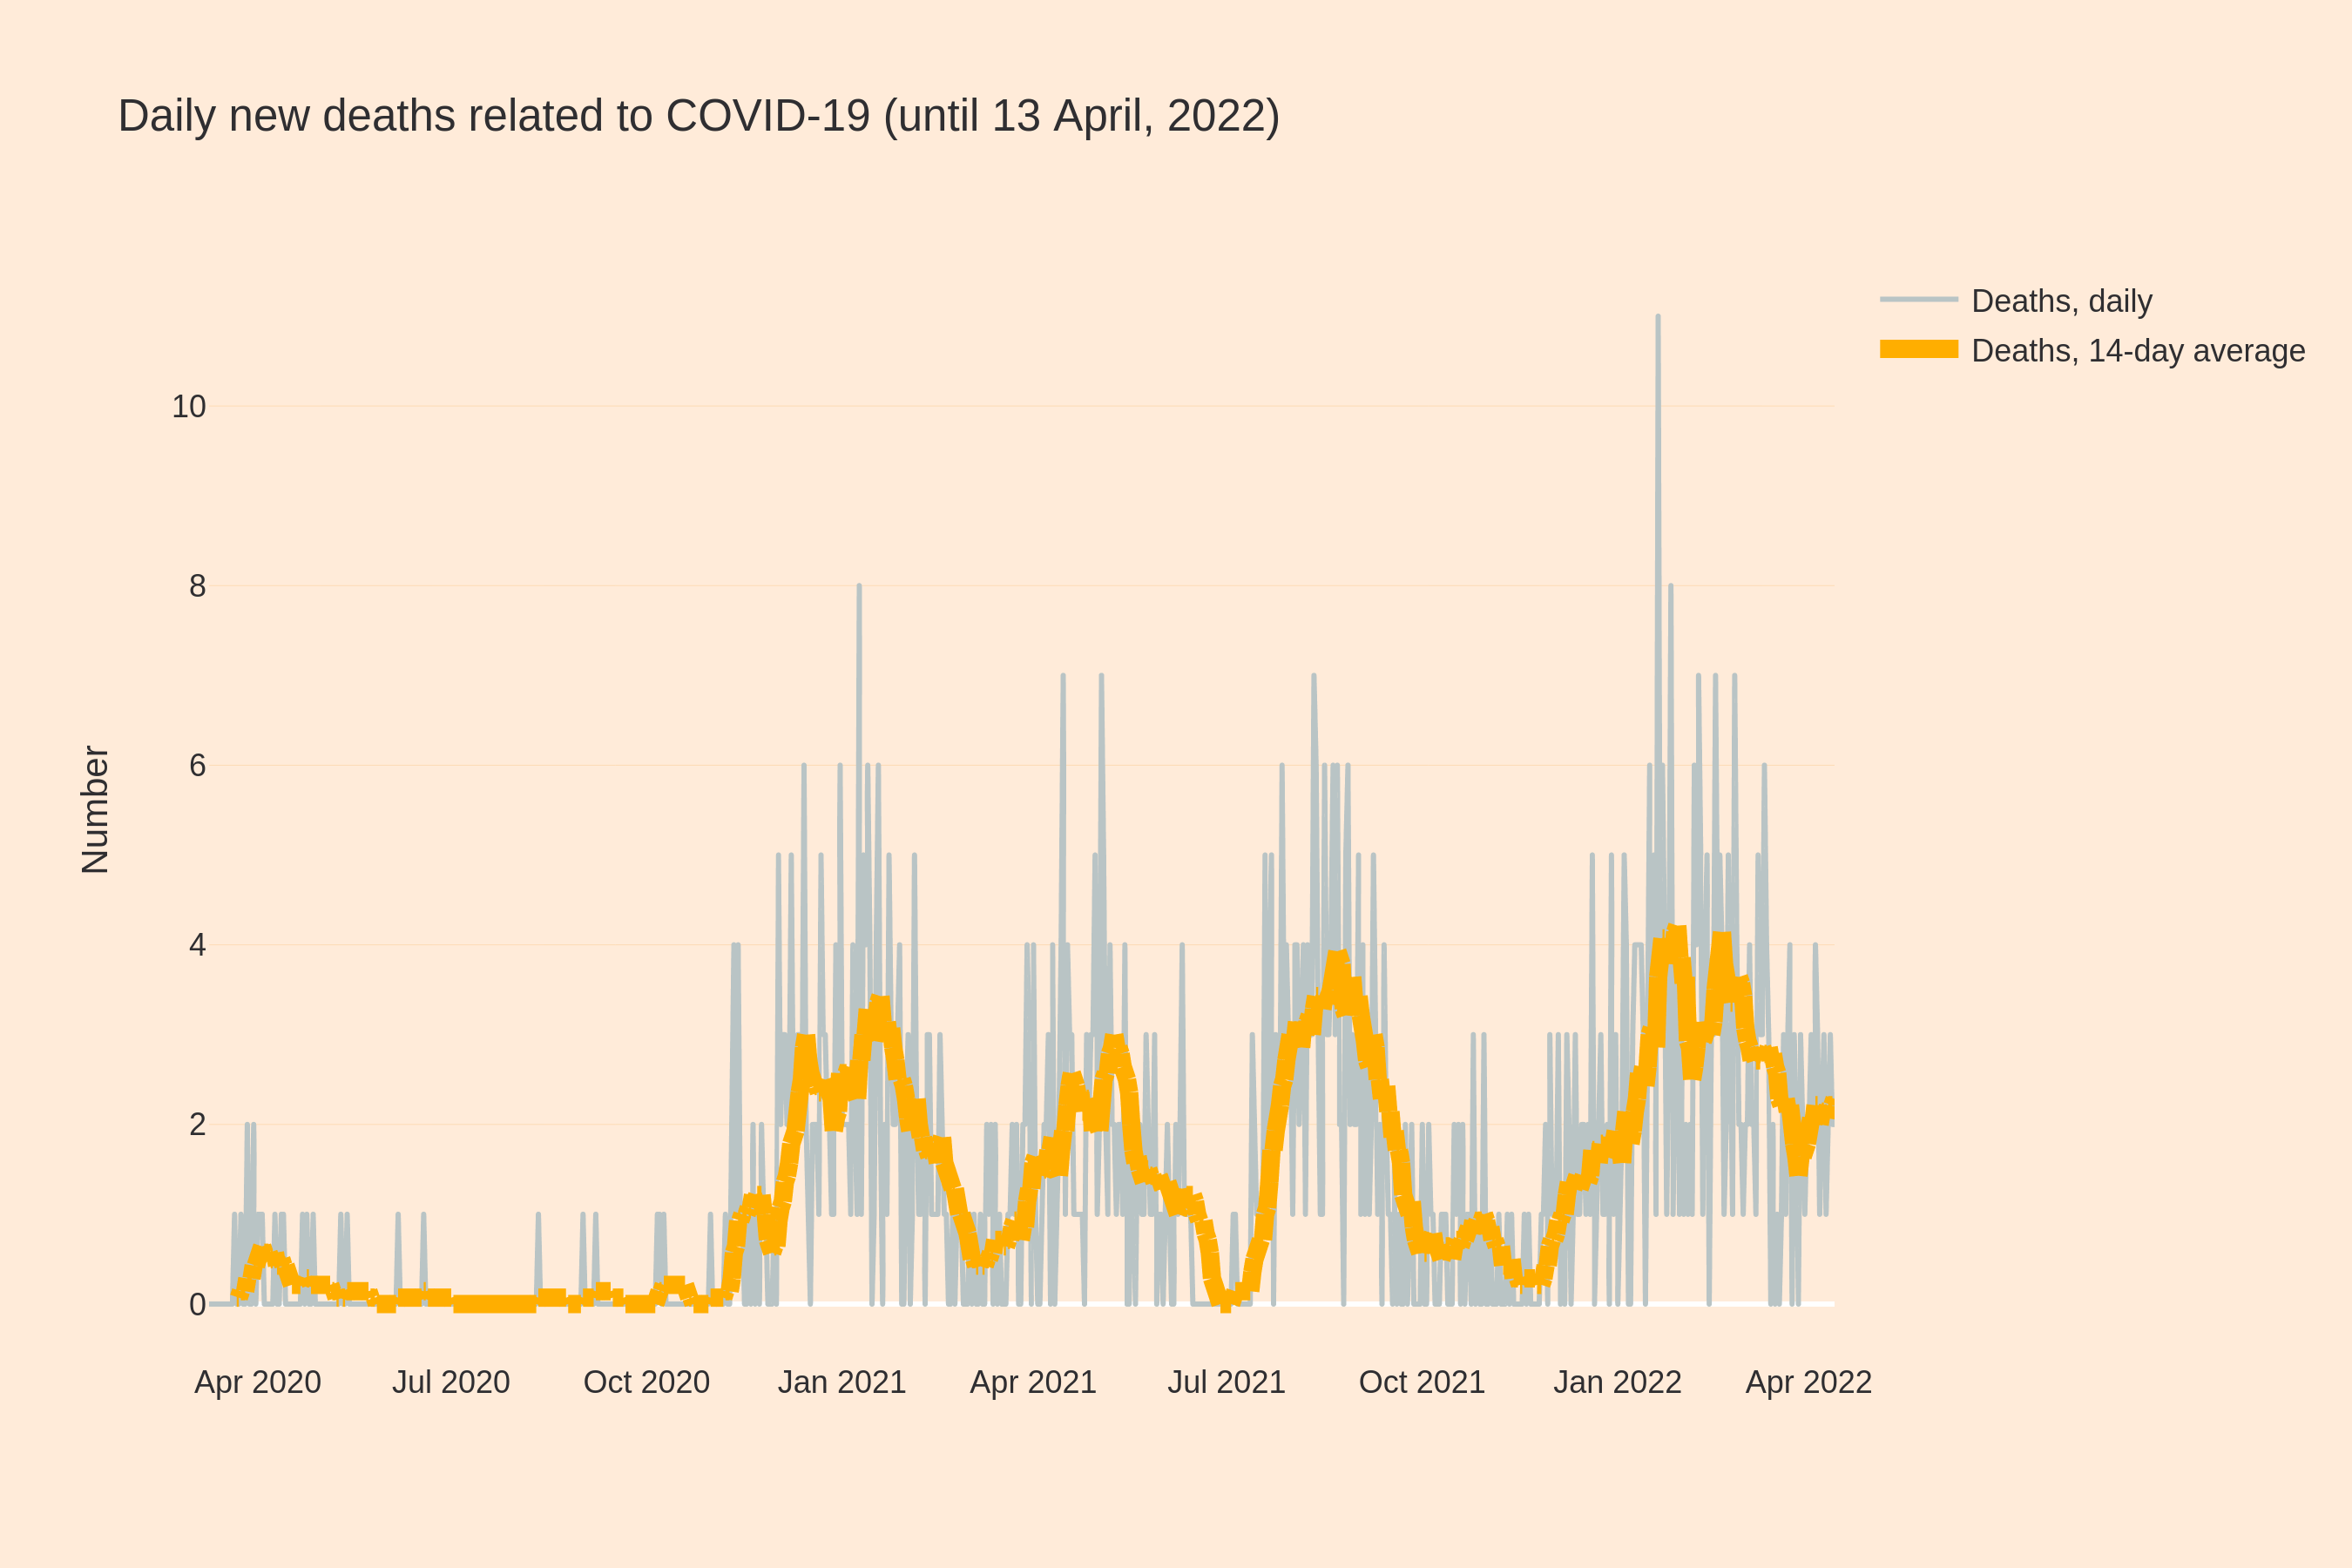 Daily new deaths related to COVID-19 (until 13 April, 2022)
Deaths, daily
Deaths, 14-day average
10
8
6
4
2
0
Number
Apr 2020 Jul 2020 Oct 2020 Jan 2021 Apr 2021 Jul 2021 Oct 2021 Jan 2022 Apr 2022